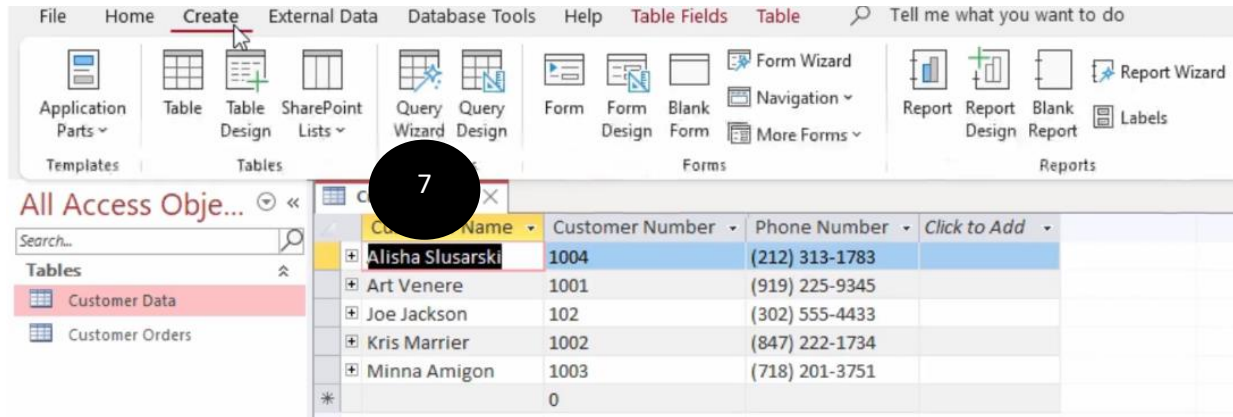 File Home Create External Data Database Tools Help Table Fields Table Tell me what you want to do
Application Parts
Table
Table Design
SharePoint Lists
Query Wizard
Query Design
Form
Form Design
Blank Form
Form Wizard
Navigation
More Forms
Report
Report Design
Blank Report
Report Wizard
Labels
Templates Tables Forms Reports
7
All Access Obje...
Search...
Tables
Customer Data
Customer Orders
Name Customer Number Phone Number Click to Add
Alisha Slusarski 1004 (212) 313-1783
Art Venere 1001 (919) 225-9345
Joe Jackson 102 (302) 555-4433
Kris Marrier 1002 (847) 222-1734
Minna Amigon 1003 (718) 201-3751
0